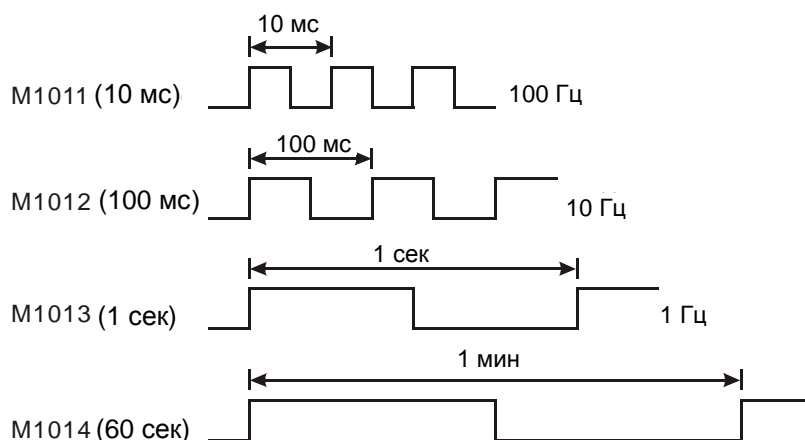 10 мс
M1011 (10 мс)
100 Гц
100 мс
M1012 (100 мс)
10 Гц
1 сек
M1013 (1 сек)
1 Гц
1 мин
M1014 (60 сек)